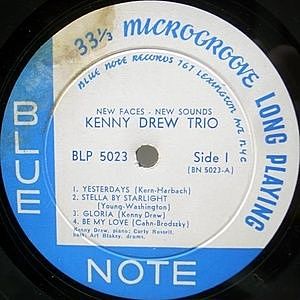 33⅓ MICROGROOVE LONG PLAYING
BLUE NOTE RECORDS 767 LEXINGTON AVE NYC
NEW FACES - NEW SOUNDS
KENNY DREW TRIO
BLP 5023
Side 1
(BN 5023-A)
1. YESTERDAYS (Kern-Harbach)
2. STELLA BY STARLIGHT
(Young-Washington)
3. GLORIA (Kenny Drew)
4. BE MY LOVE (Cahn-Brodszky)
Kenny Drew, piano; Curly Russell,
bass; Art Blakey, drums.
BLUE
NOTE